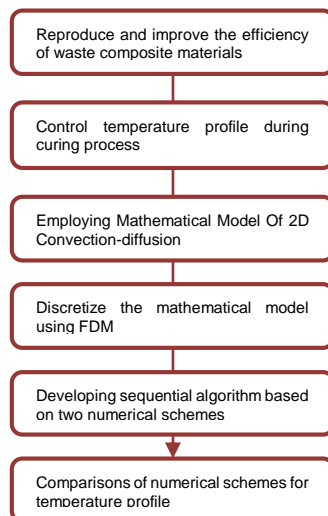 Reproduce and improve the efficiency
of waste composite materials
Control temperature profile during
curing process
Employing Mathematical Model Of 2D
Convection-diffusion
Discretize the mathematical model
using FDM
Developing sequential algorithm based
on two numerical schemes
Comparisons of numerical schemes for
temperature profile